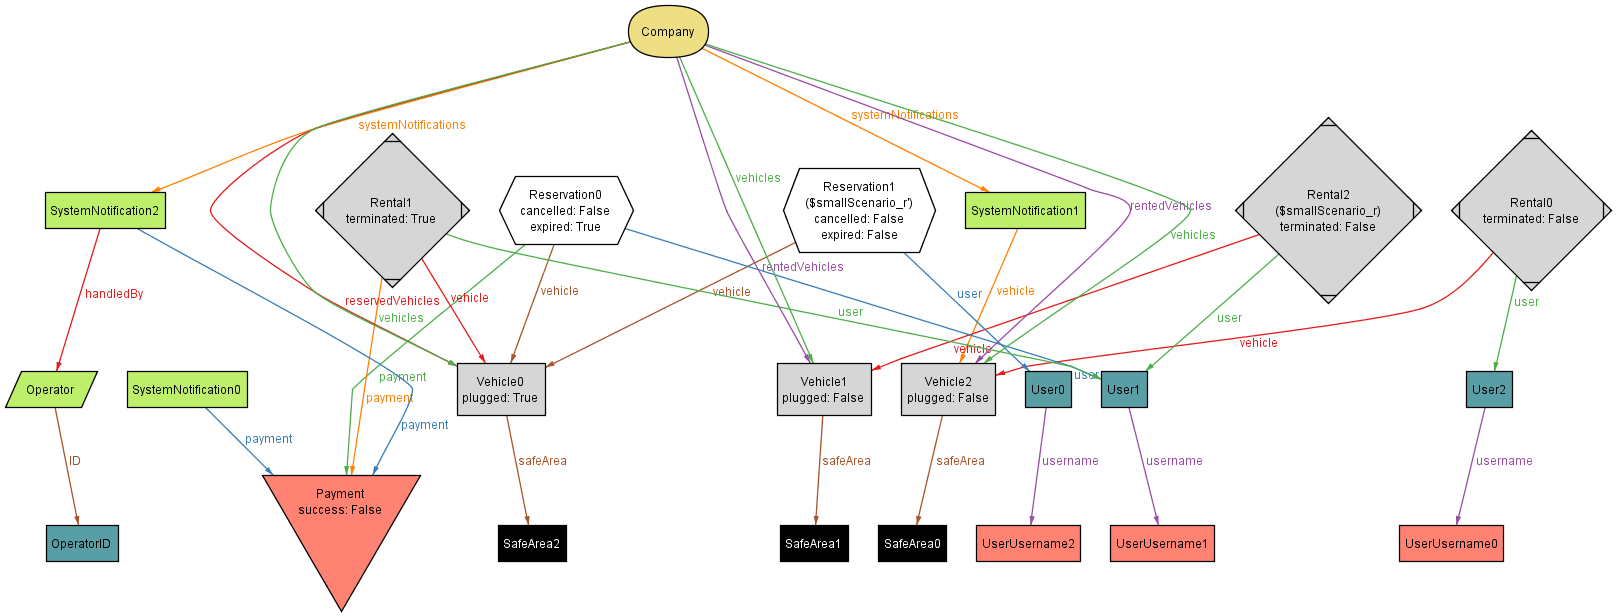 Company
systemNotifications
systemNotifications
vehicles
rentedVehicles
vehicles
SystemNotification2
Rental1
terminated: True
Reservation0
cancelled: False
expired: True
Reservation1
($smallScenario_r')
cancelled: False
expired: False
SystemNotification1
Rental2
($smallScenario_r)
terminated: False
Rental0
terminated: False
handledBy
reservedVehicles
vehicles
vehicle
vehicle
rentedVehicles
vehicle
user
user
vehicle
user
vehicle
user
vehicle
user
payment
payment
payment
Operator
SystemNotification0
Vehicle0
plugged: True
Vehicle1
plugged: False
Vehicle2
plugged: False
User0
User1
User2
ID
payment
safeArea
safeArea
safeArea
username
username
username
OperatorID
Payment
success: False
SafeArea2
SafeArea1
SafeArea0
UserUsername2
UserUsername1
UserUsername0